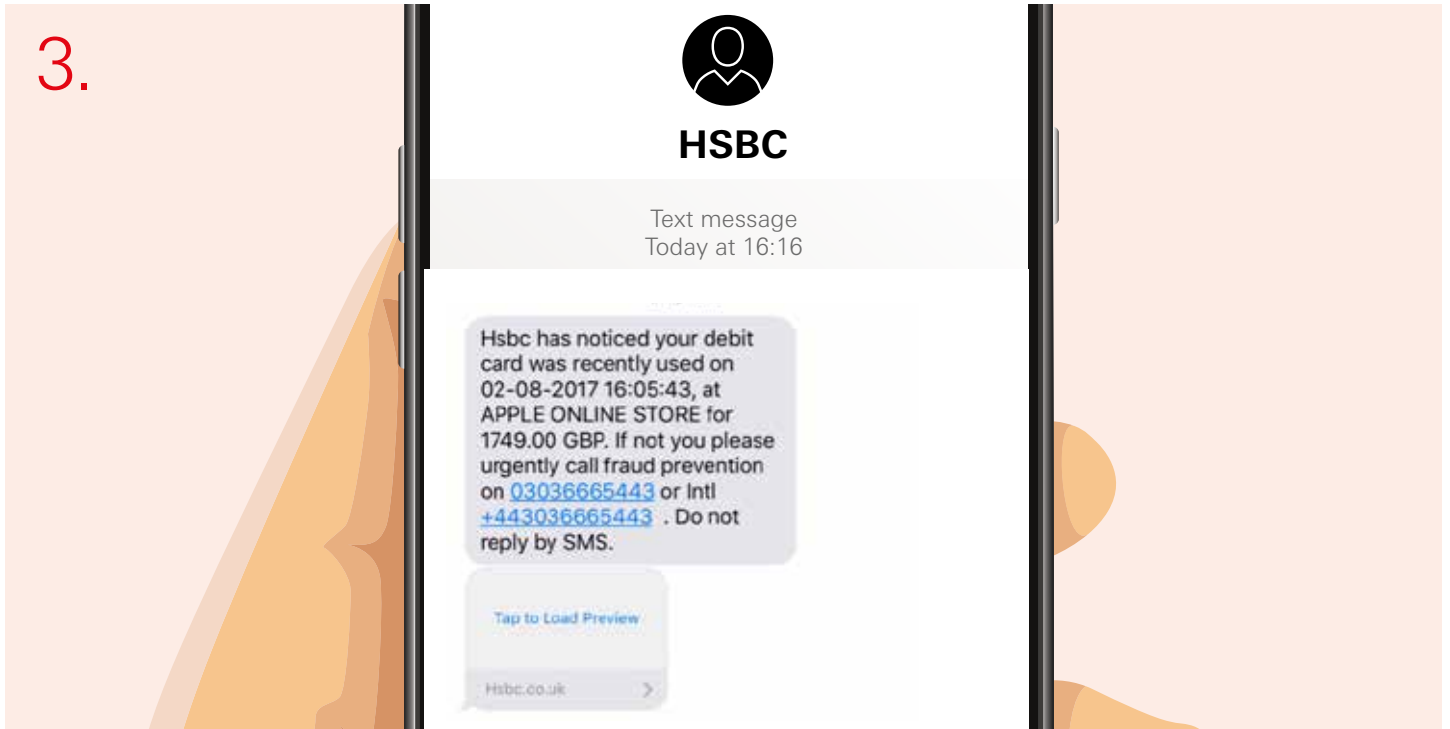 3.
HSBC
Text message
Today at 16:16
Hsbc has noticed your debit
card was recently used on
02-08-2017 16:05:43, at
APPLE ONLINE STORE for
1749.00 GBP. If not you please
urgently call fraud prevention
on 03036665443 or Intl
+443036665443 . Do not
reply by SMS.
Tap to Load Preview
Hsbc.co.uk